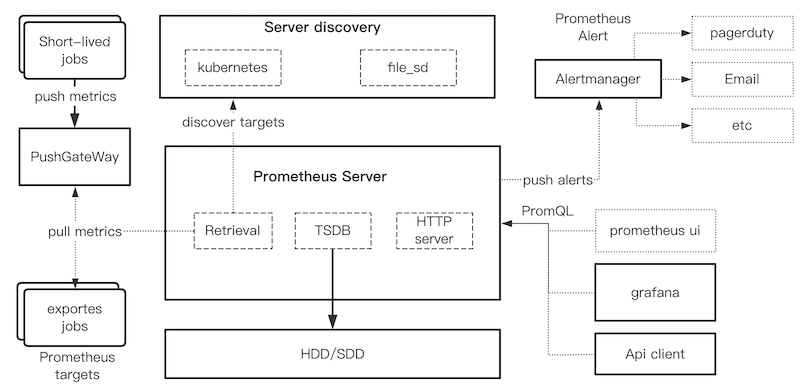 Short-lived
jobs
push metrics
PushGateWay
pull metrics
exportes
jobs
Prometheus
targets
Server discovery
kubernetes
file_sd
discover targets
Prometheus Server
Retrieval
TSDB
HTTP
server
HDD/SDD
Prometheus
Alert
Alertmanager
pagerduty
Email
etc
push alerts
PromQL
prometheus ui
grafana
Api client